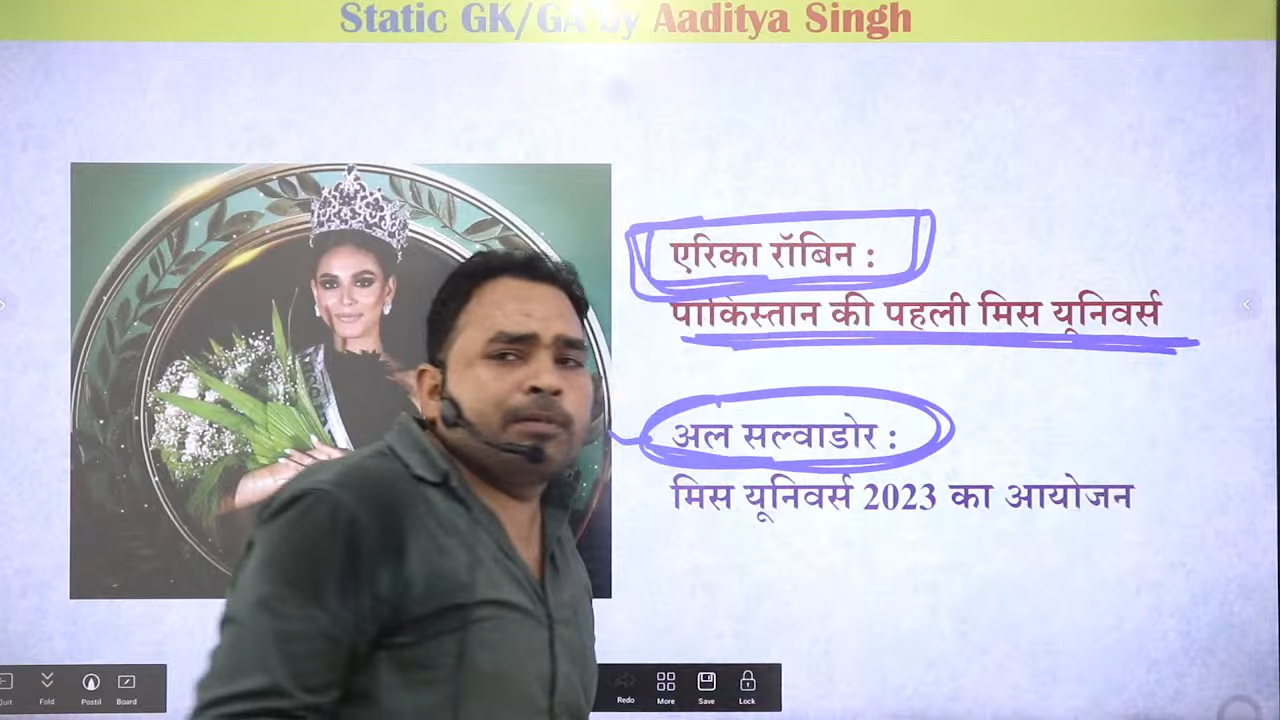 Static GK/GA by Aaditya Singh
एरिका रॉबिन :
पाकिस्तान की पहली मिस यूनिवर्स
अल सल्वाडोर :
मिस यूनिवर्स 2023 का आयोजन
Quit Fold Postil Board Redo More Save Lock